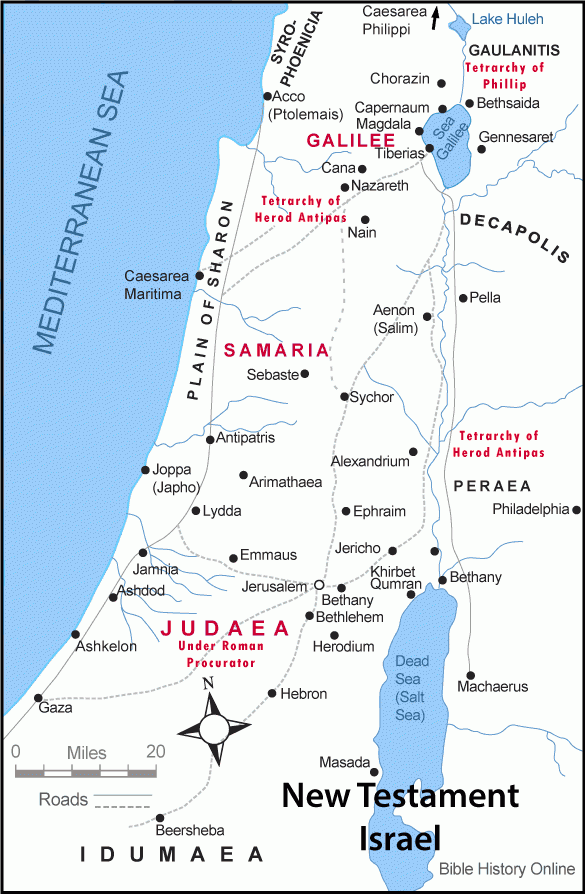 Caesarea
Philippi
Lake Huleh
SYRO-
PHOENICIA
GAULANITIS
Tetrarchy of
Phillip
Chorazin
Acco
(Ptolemais)
Capernaum
Bethsaida
Magdala
Sea
Galilee
GALILEE
Tiberias
Gennesaret
MEDITERRANEAN SEA
Cana
Nazareth
Tetrarchy of
Herod Antipas
Nain
DECAPOLIS
PLAIN OF SHARON
Caesarea
Maritima
Pella
Aenon
(Salim)
SAMARIA
Sebaste
Sychor
Antipatris
Tetrarchy of
Herod Antipas
Alexandrium
Joppa
(Japho)
Arimathaea
PERAEA
Lydda
Ephraim
Philadelphia
Emmaus
Jericho
Jamnia
Khirbet
Qumran
Bethany
Jerusalem
Bethany
Ashdod
Bethlehem
JUDAEA
Under Roman
Procurator
Herodium
Ashkelon
Dead
Sea
(Salt
Sea)
Machaerus
N
Hebron
Gaza
0 Miles 20
Masada
Roads
New Testament
Israel
Beersheba
IDUMAEA
Bible History Online